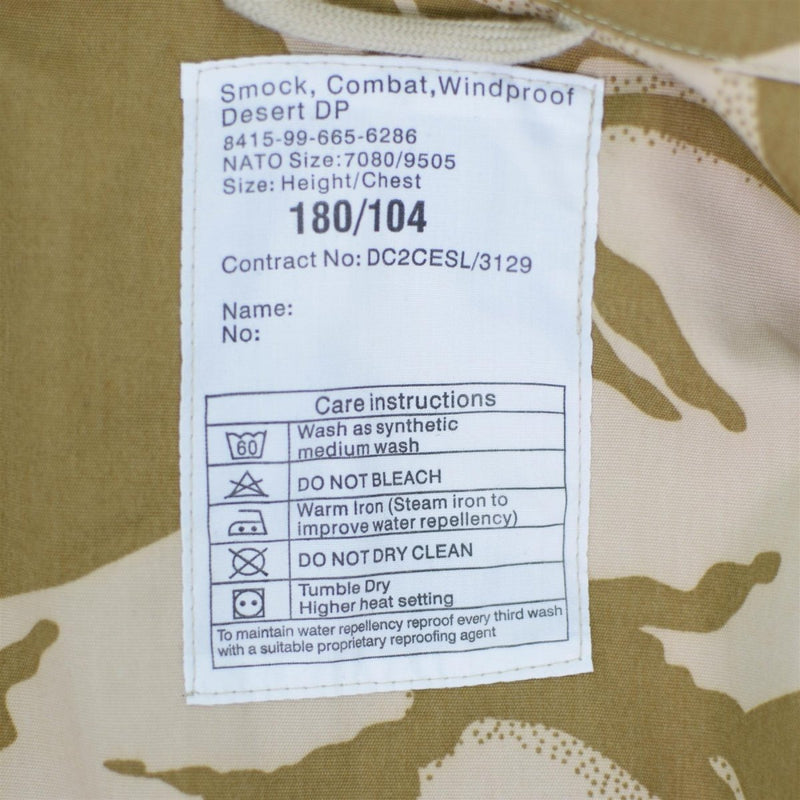 Smock, Combat,Windproof
Desert DP
8415-99-665-6286
NATO Size:7080/9505
Size: Height/Chest
180/104
Contract No: DC2CESL/3129
Name:
No:
Care instructions
60
Wash as synthetic
medium wash
DO NOT BLEACH
Warm Iron (Steam iron to
improve water repellency)
DO NOT DRY CLEAN
Tumble Dry
Higher heat setting
To maintain water repellency reproof every third wash
with a suitable proprietary reproofing agent